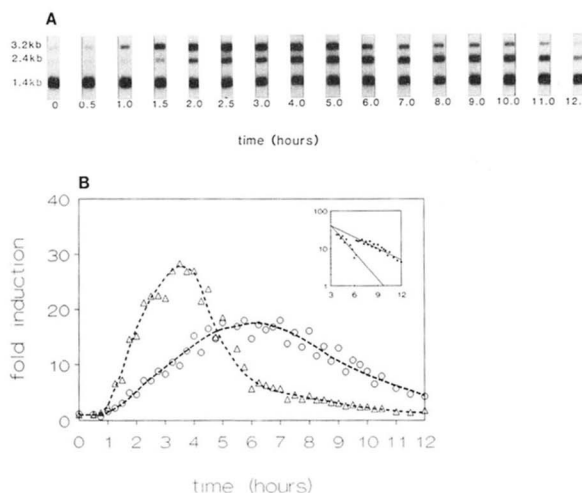 A
3.2kb
2.4kb
1.4kb
0 0.5 1.0 1.5 2.0 2.5 3.0 4.0 5.0 6.0 7.0 8.0 9.0 10.0 11.0 12.
time (hours)
B
fold induction
40
30
20
10
0
100
10
1
3 6 9 12
0 1 2 3 4 5 6 7 8 9 10 11 12
time (hours)